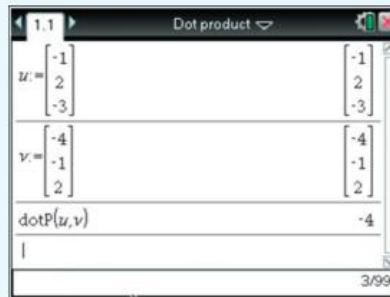 1.1 Dot product
u:= [-1 2 -3] [-1 2 -3]
v:= [-4 -1 2] [-4 -1 2]
dotP(u,v) -4
3/99